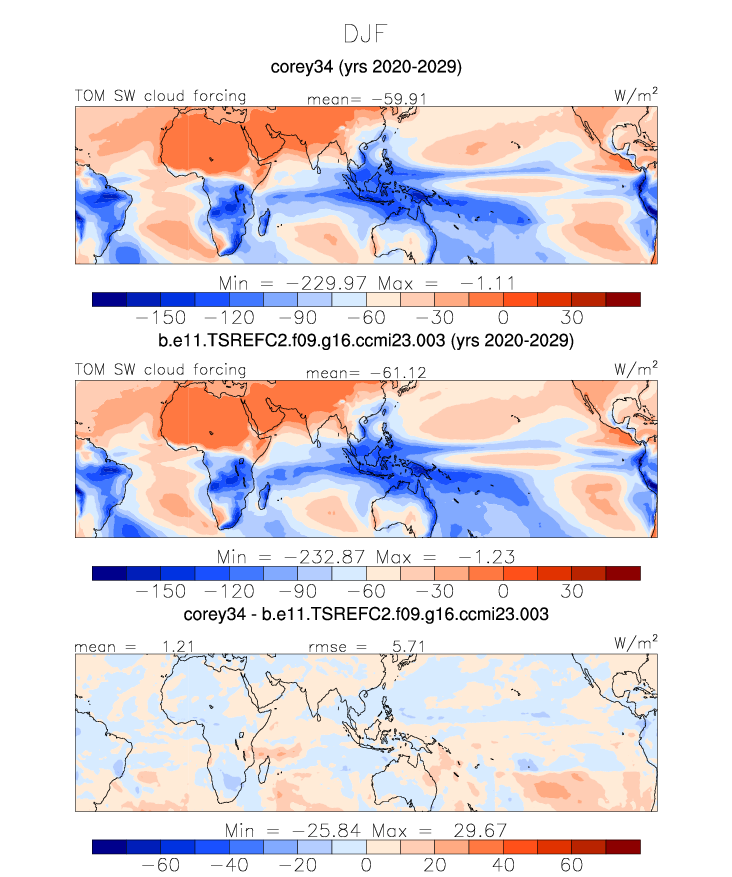 DJF
corey34 (yrs 2020-2029)
TOM SW cloud forcing mean= −59.91 W/m²
Min = −229.97 Max = −1.11
−150 −120 −90 −60 −30 0 30
b.e11.TSREFC2.f09.g16.ccmi23.003 (yrs 2020-2029)
TOM SW cloud forcing mean= −61.12 W/m²
Min = −232.87 Max = −1.23
−150 −120 −90 −60 −30 0 30
corey34 - b.e11.TSREFC2.f09.g16.ccmi23.003
mean = 1.21 rmse = 5.71 W/m²
Min = −25.84 Max = 29.67
−60 −40 −20 0 20 40 60